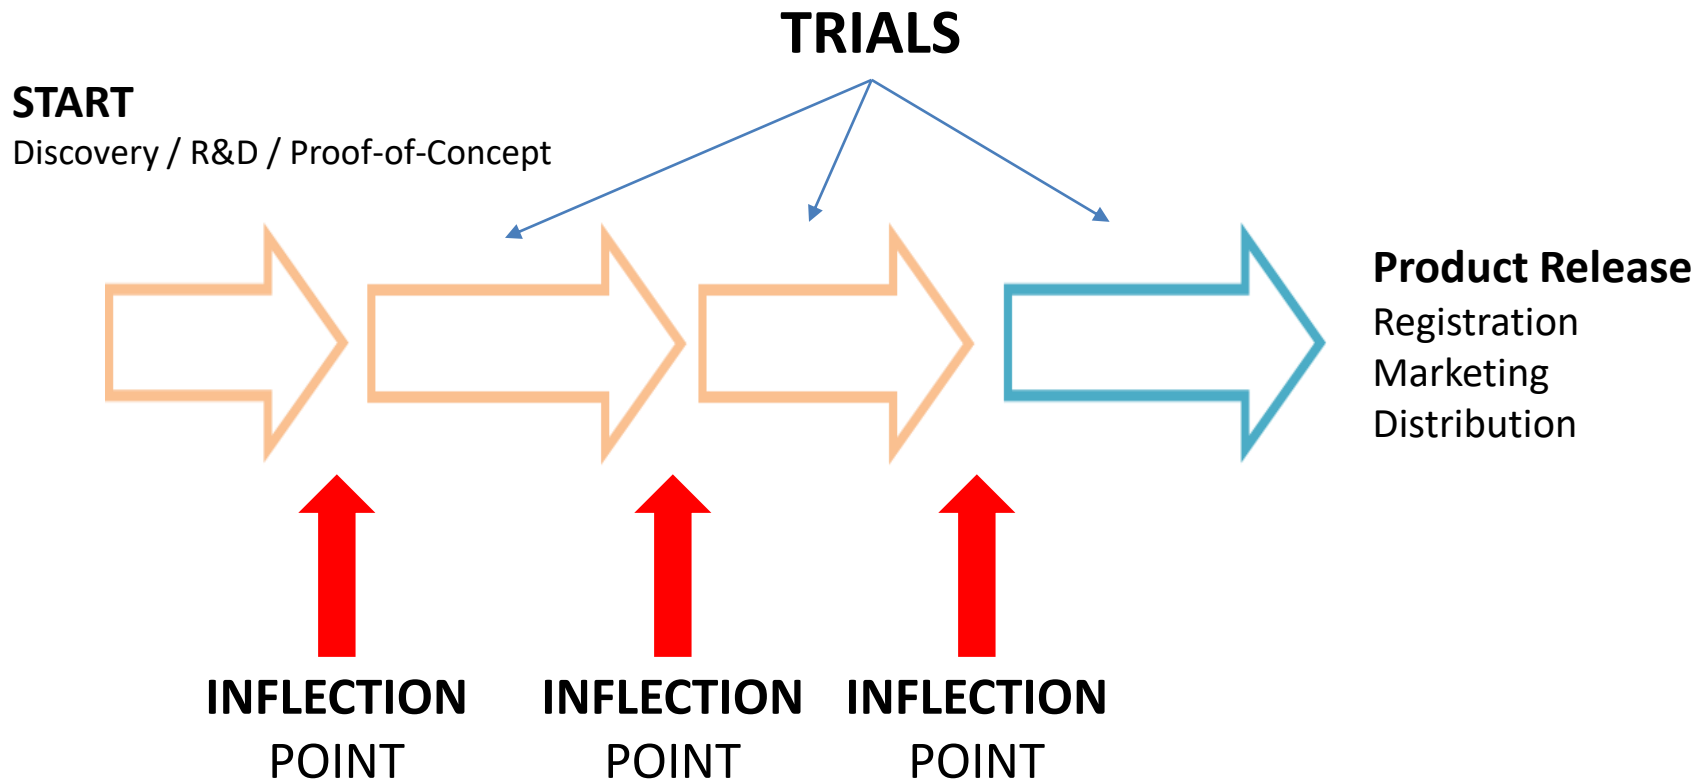 TRIALS
START
Discovery / R&D / Proof-of-Concept
Product Release
Registration
Marketing
Distribution
INFLECTION
POINT
INFLECTION
POINT
INFLECTION
POINT